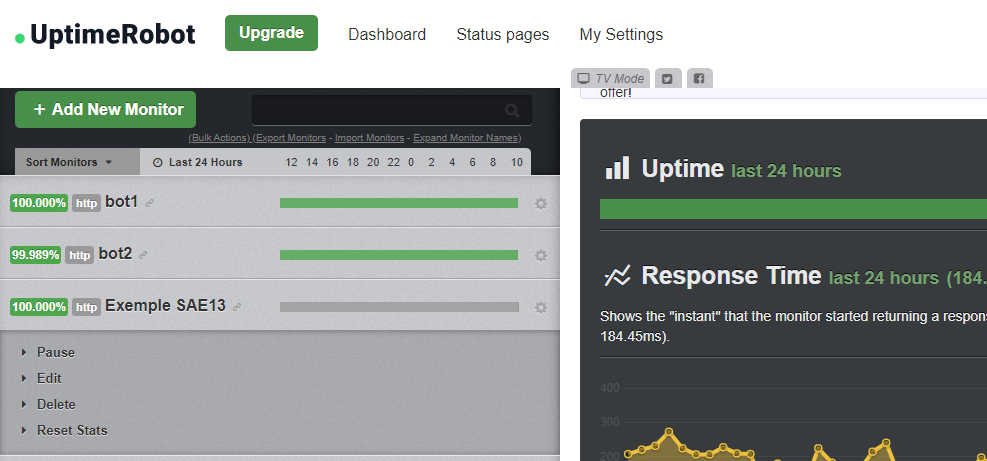 UptimeRobot Upgrade Dashboard Status pages My Settings
+ Add New Monitor
(Bulk Actions) (Export Monitors - Import Monitors - Expand Monitor Names)
Sort Monitors Last 24 Hours 12 14 16 18 20 22 0 2 4 6 8 10
100.000% http bot1
99.989% http bot2
100.000% http Exemple SAE13
Pause
Edit
Delete
Reset Stats
TV Mode
offer!
Uptime last 24 hours
Response Time last 24 hours (184.
Shows the "instant" that the monitor started returning a respon
184.45ms).
400
300
200